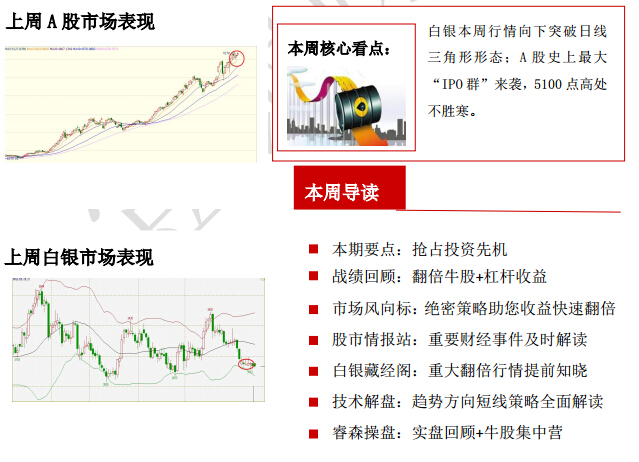 上周 A 股市场表现
本周核心看点：
白银本周行情向下突破日线
三角形形态；A 股史上最大
“IPO 群”来袭，5100 点高处
不胜寒。
本周导读
上周白银市场表现
本期要点：抢占投资先机
战绩回顾：翻倍牛股+杠杆收益
市场风向标：绝密策略助您收益快速翻倍
股市情报站：重要财经事件及时解读
白银藏经阁：重大翻倍行情提前知晓
技术解盘：趋势方向短线策略全面解读
睿森操盘：实盘回顾+牛股集中营